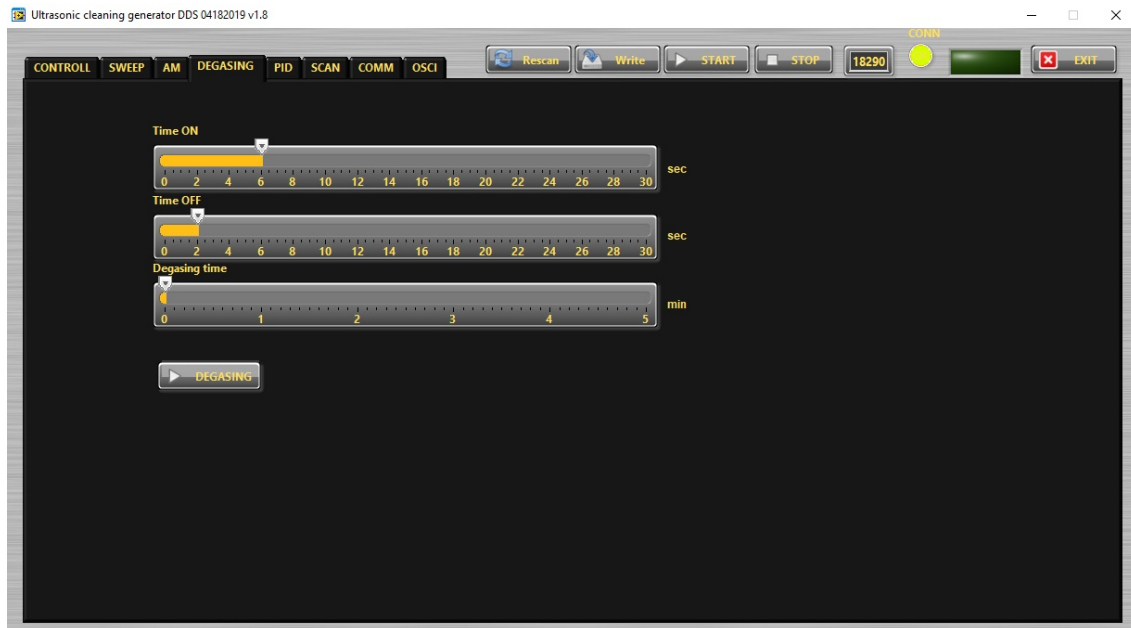 Ultrasonic cleaning generator DDS 04182019 v1.8
CONTROLL SWEEP AM DEGASING PID SCAN COMM OSCI
Rescan Write START STOP 18290 CONN EXIT
Time ON
0 2 4 6 8 10 12 14 16 18 20 22 24 26 28 30 sec
Time OFF
0 2 4 6 8 10 12 14 16 18 20 22 24 26 28 30 sec
Degasing time
0 1 2 3 4 5 min
DEGASING